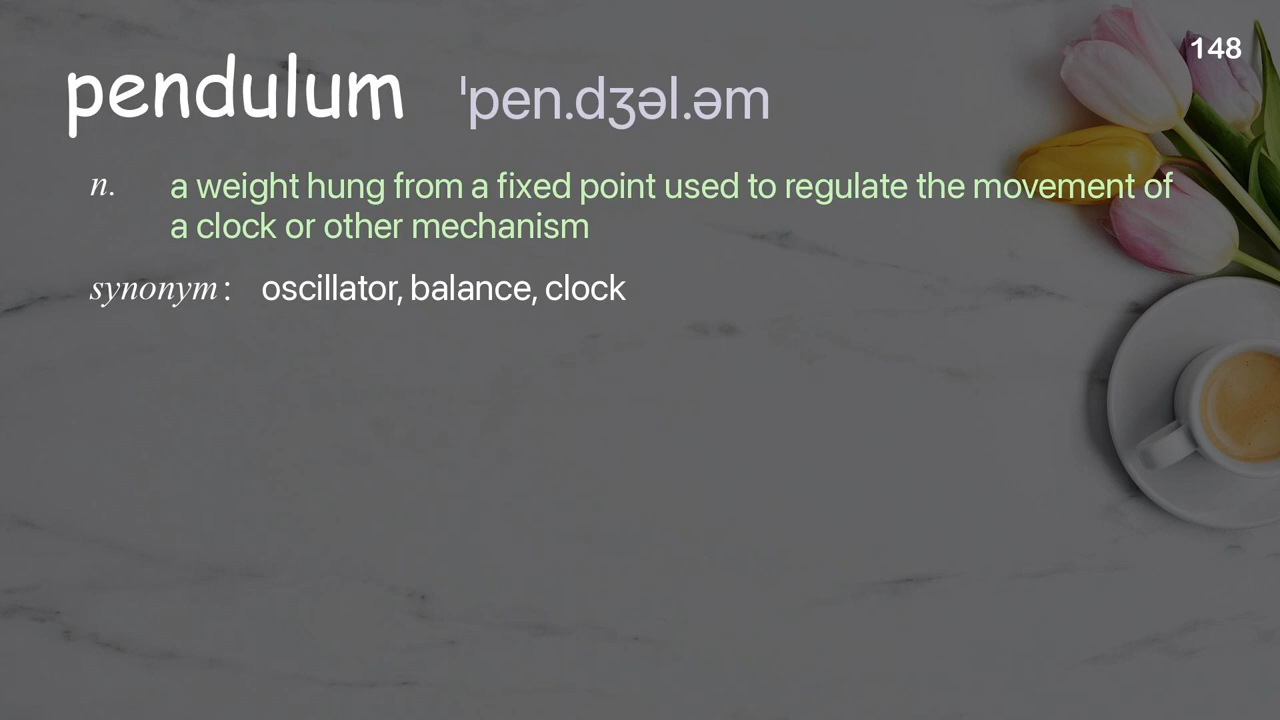 148
pendulum ˈpen.dʒəl.əm
n. a weight hung from a fixed point used to regulate the movement of
a clock or other mechanism
synonym: oscillator, balance, clock